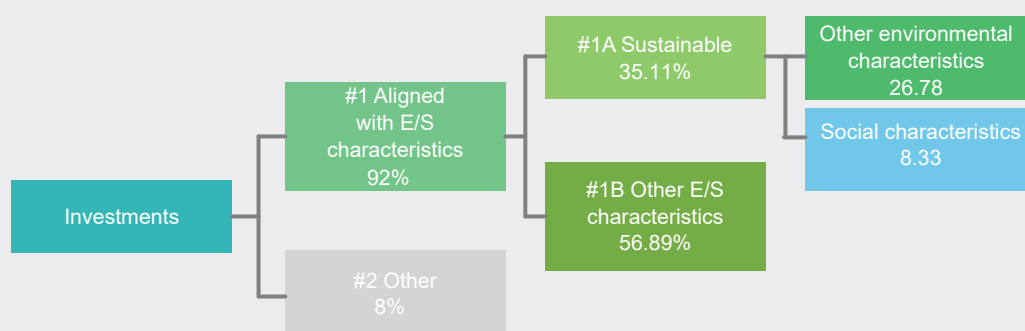 Investments
#1 Aligned
with E/S
characteristics
92%
#2 Other
8%
#1A Sustainable
35.11%
#1B Other E/S
characteristics
56.89%
Other environmental
characteristics
26.78
Social characteristics
8.33